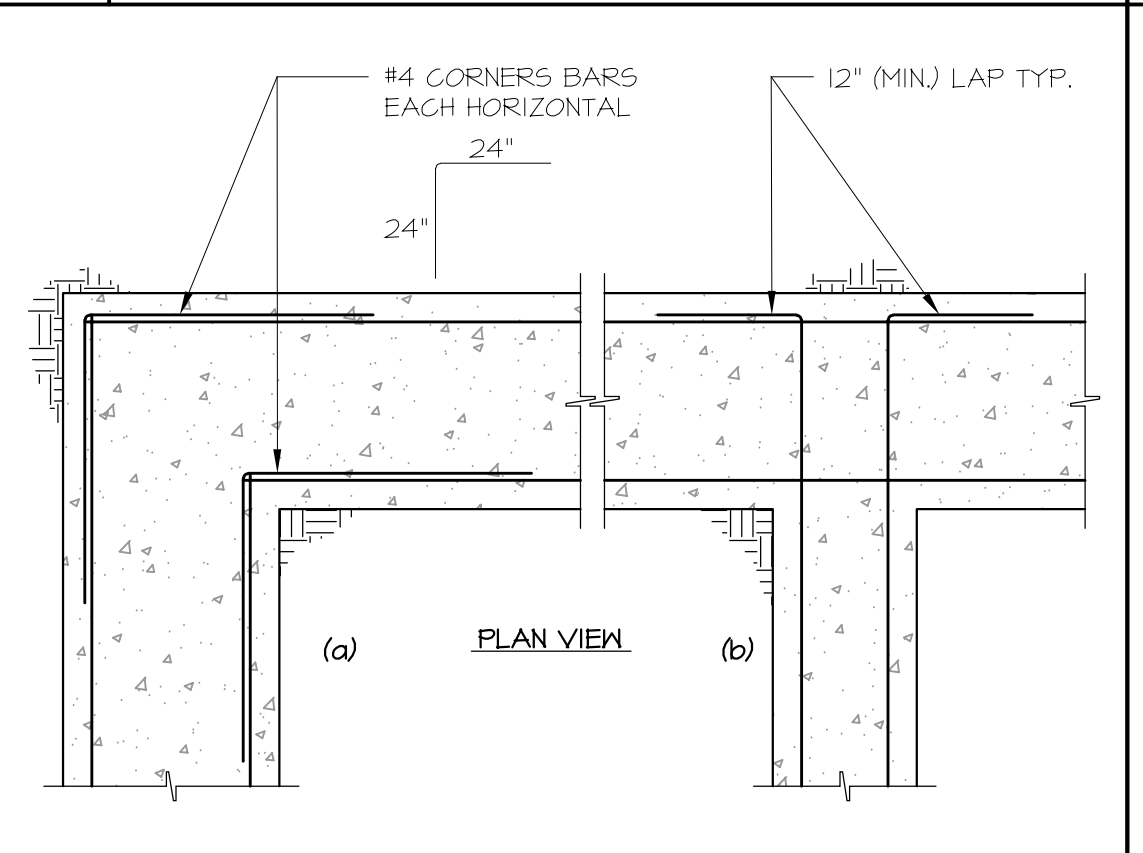 #4 CORNERS BARS
EACH HORIZONTAL
24"
24"
12" (MIN.) LAP TYP.
(a)
PLAN VIEW
(b)